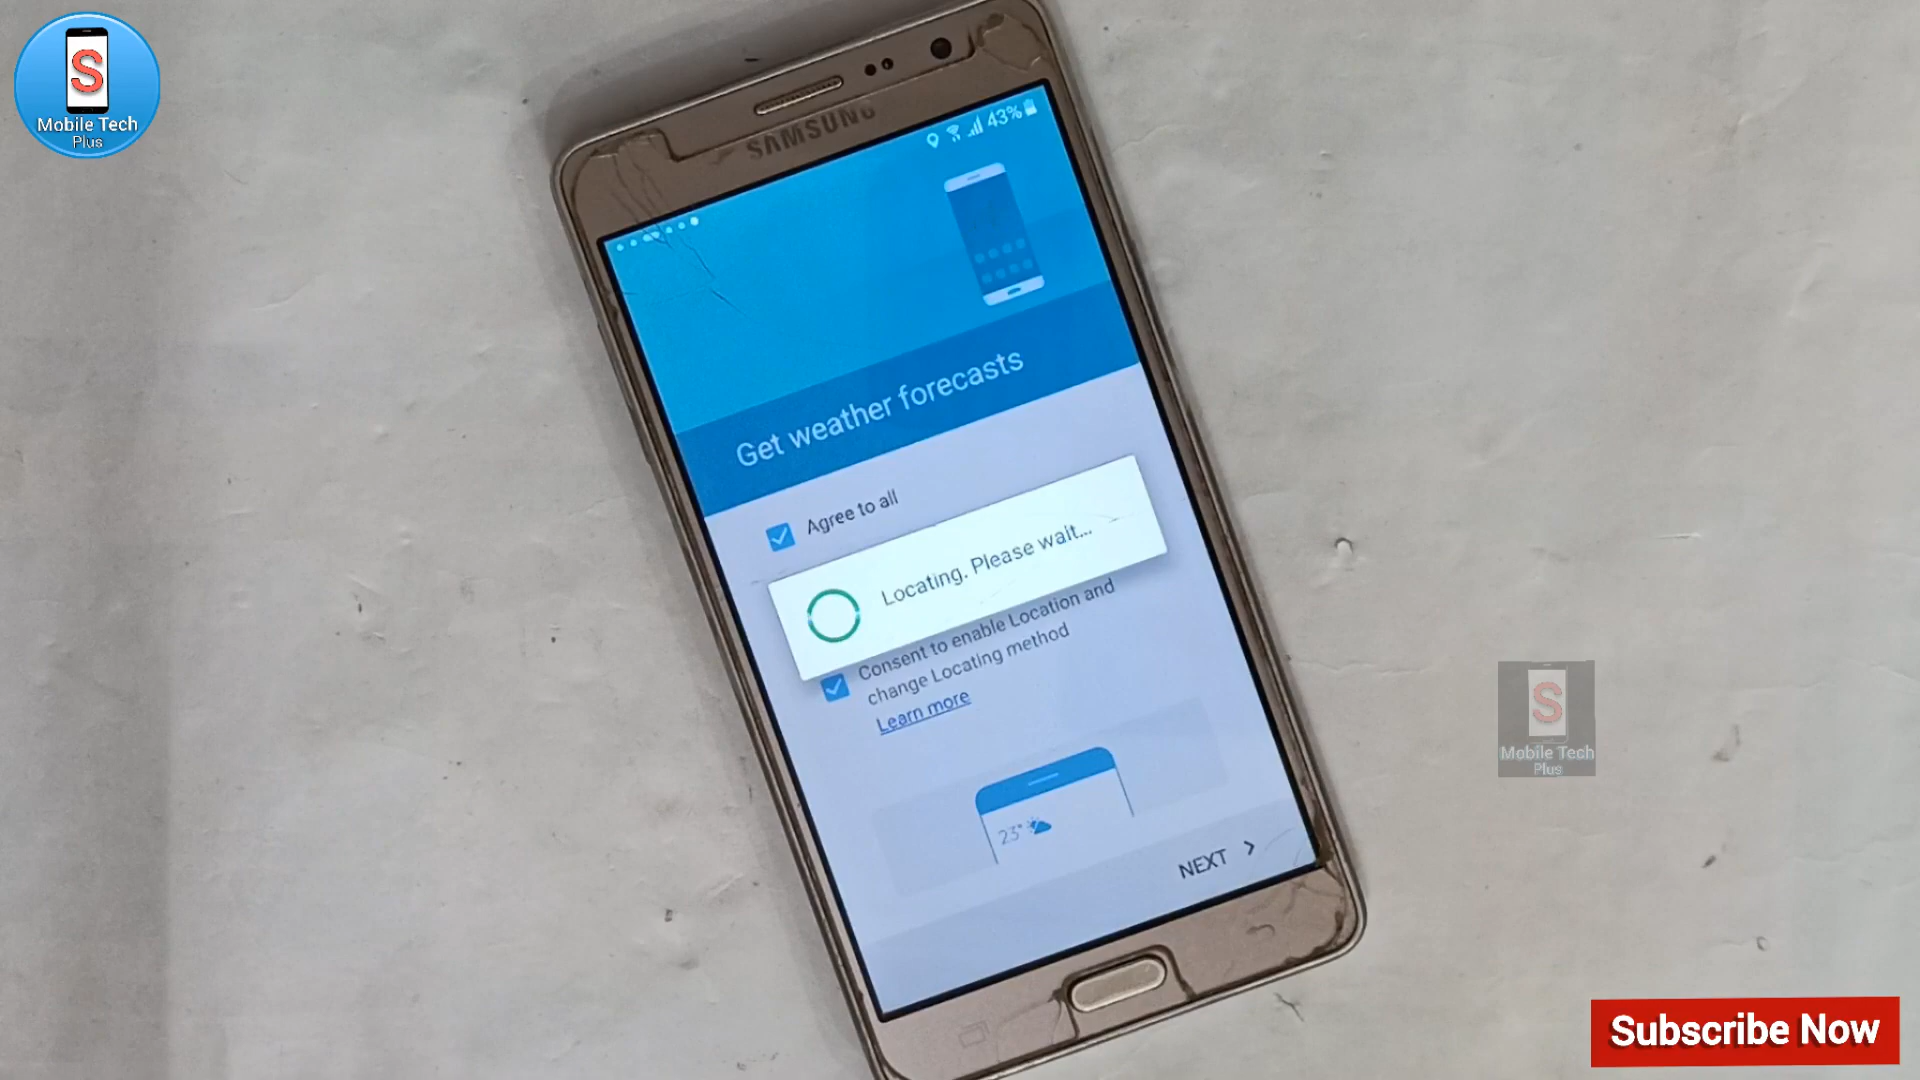 S
Mobile Tech
Plus
SAMSUNG
43%
Get weather forecasts
Agree to all
Locating. Please wait...
Consent to enable Location and
change Locating method
Learn more
23°
NEXT >
S
Mobile Tech
Plus
Subscribe Now